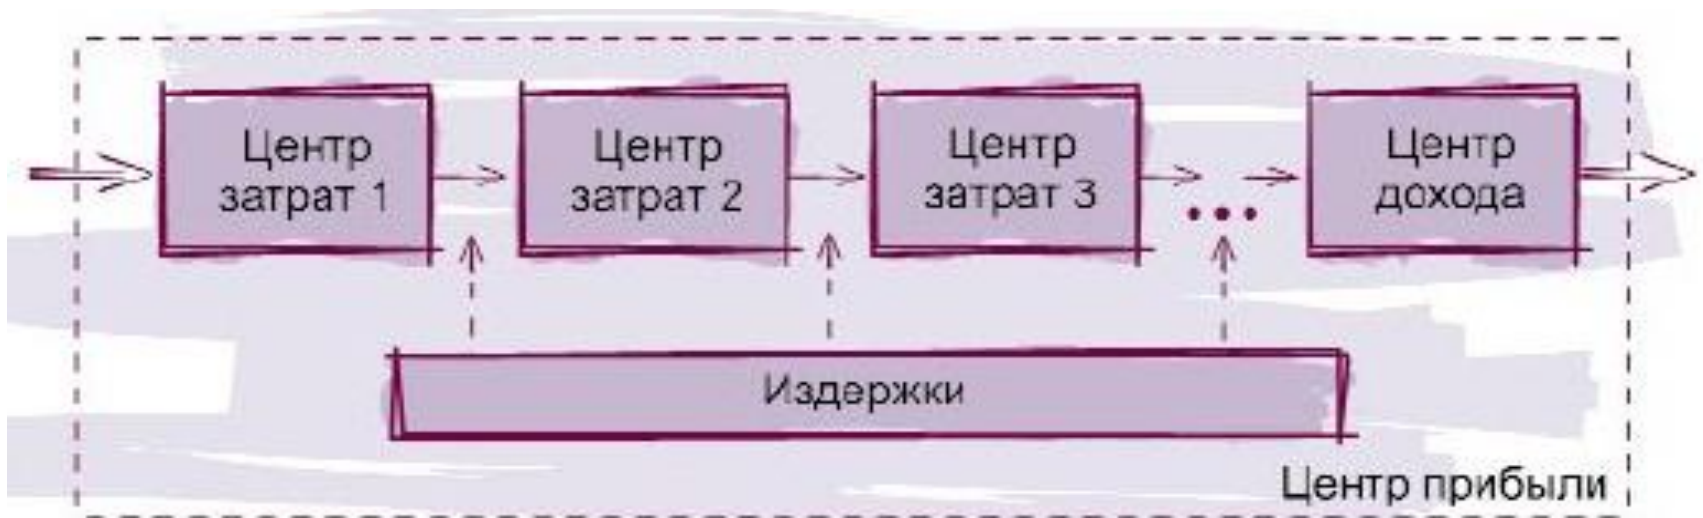 Центр
затрат 1
Центр
затрат 2
Центр
затрат 3
...
Центр
дохода
Издержки
Центр прибыли